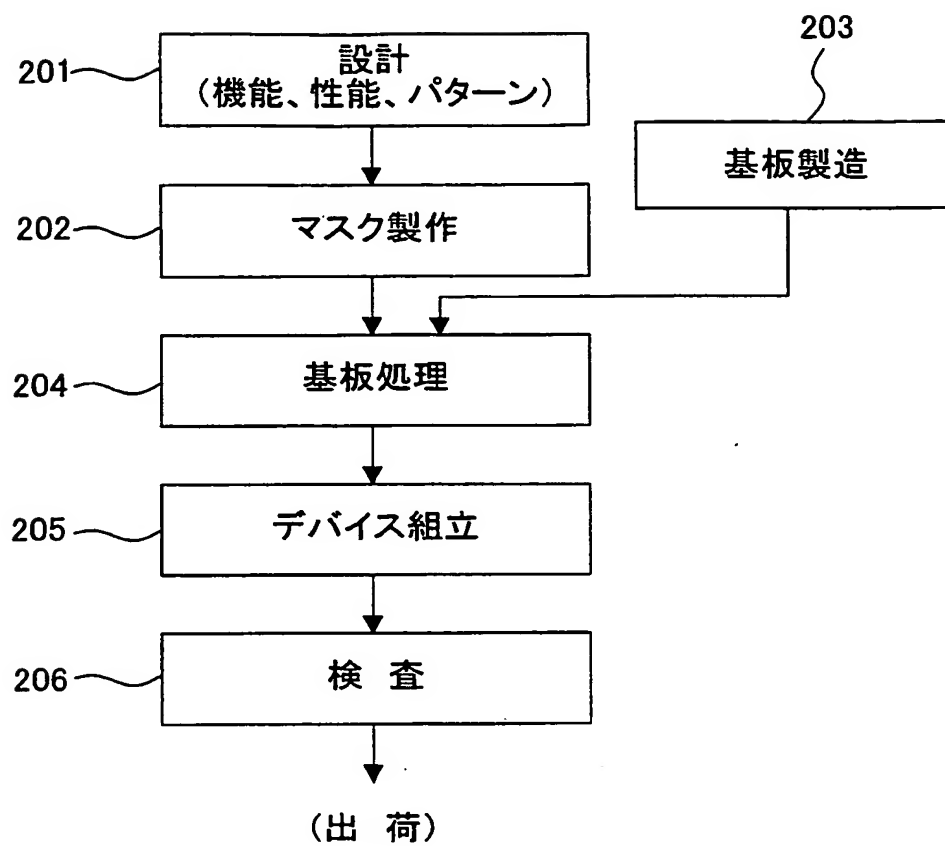 203
201
設計
(機能、性能、パターン)
基板製造
202
マスク製作
204
基板処理
205
デバイス組立
206
検 査
(出 荷)